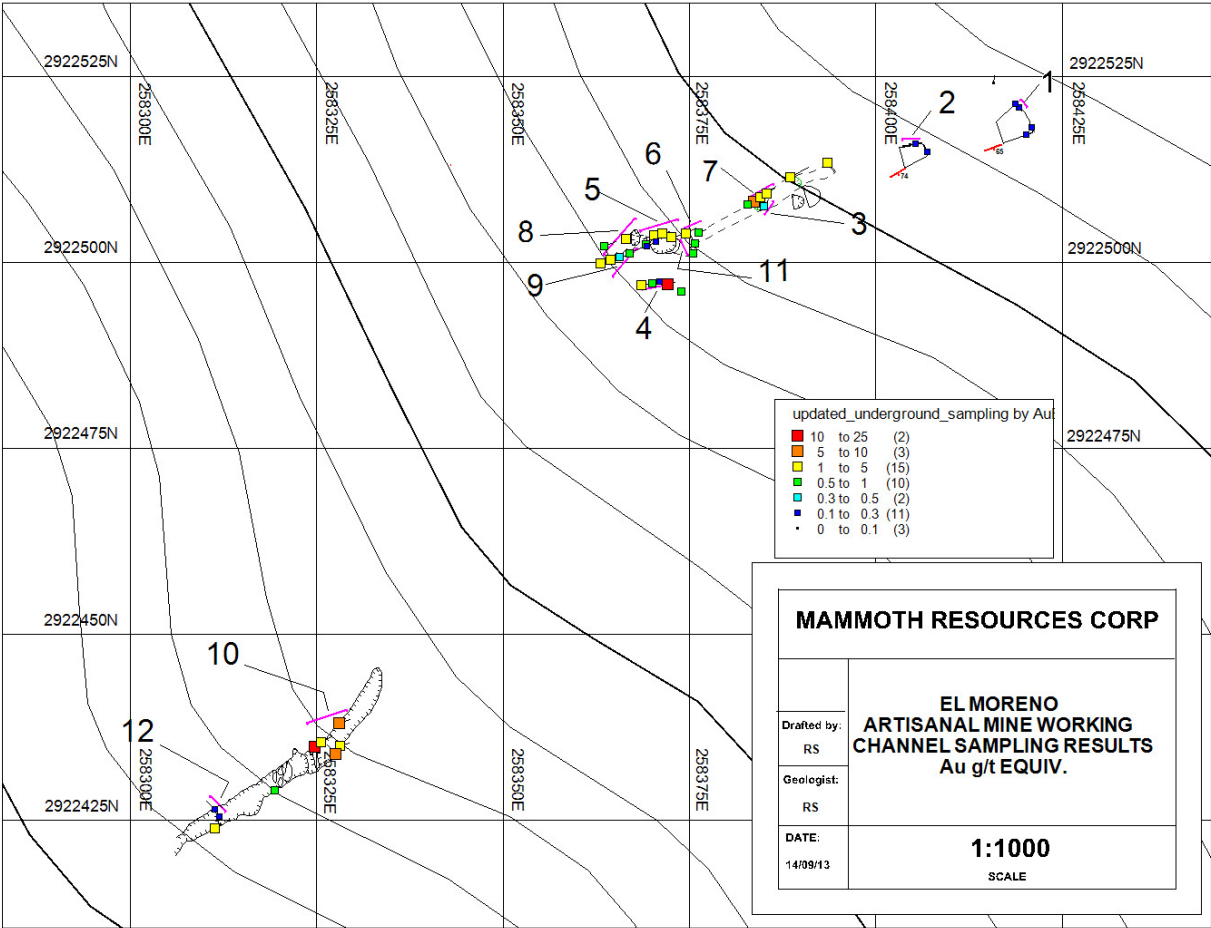 2922525N
2922525N
258300E
258325E
258350E
258375E
258400E
258425E
1
2
65
74
6
7
5
3
8
9
11
4
2922500N
2922500N
2922475N
2922475N
updated_underground_sampling by Au
10 to 25 (2)
5 to 10 (3)
1 to 5 (15)
0.5 to 1 (10)
0.3 to 0.5 (2)
0.1 to 0.3 (11)
0 to 0.1 (3)
2922450N
10
12
258300E
258325E
258350E
258375E
2922425N
MAMMOTH RESOURCES CORP
Drafted by:
RS
Geologist:
RS
DATE:
14/09/13
EL MORENO
ARTISANAL MINE WORKING
CHANNEL SAMPLING RESULTS
Au g/t EQUIV.
1:1000
SCALE